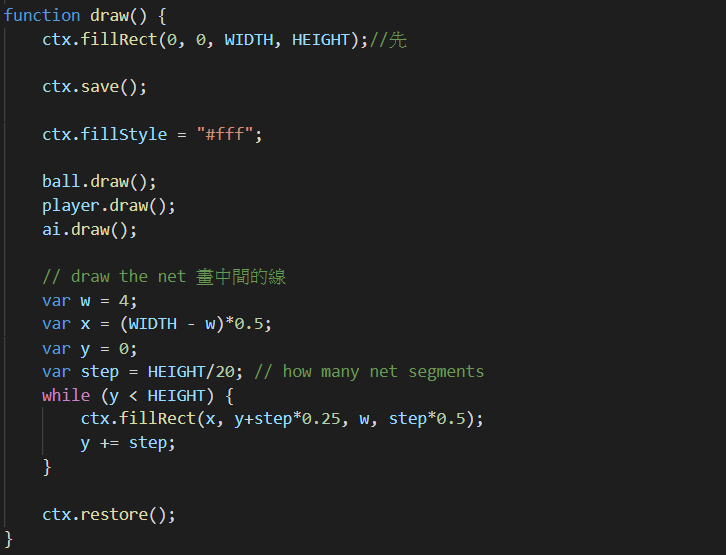 function draw() {
    ctx.fillRect(0, 0, WIDTH, HEIGHT);//先
    ctx.save();
    ctx.fillStyle = "#fff";
    ball.draw();
    player.draw();
    ai.draw();
    // draw the net 畫中間的線
    var w = 4;
    var x = (WIDTH - w)*0.5;
    var y = 0;
    var step = HEIGHT/20; // how many net segments
    while (y < HEIGHT) {
        ctx.fillRect(x, y+step*0.25, w, step*0.5);
        y += step;
    }
    ctx.restore();
}